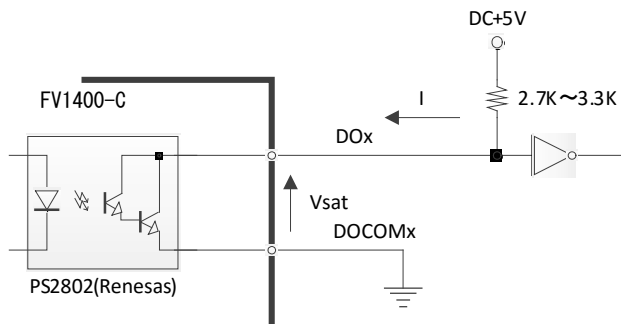 DC+5V
FV1400-C
I
2.7K～3.3K
DOx
Vsat
DOCOMx
PS2802(Renesas)